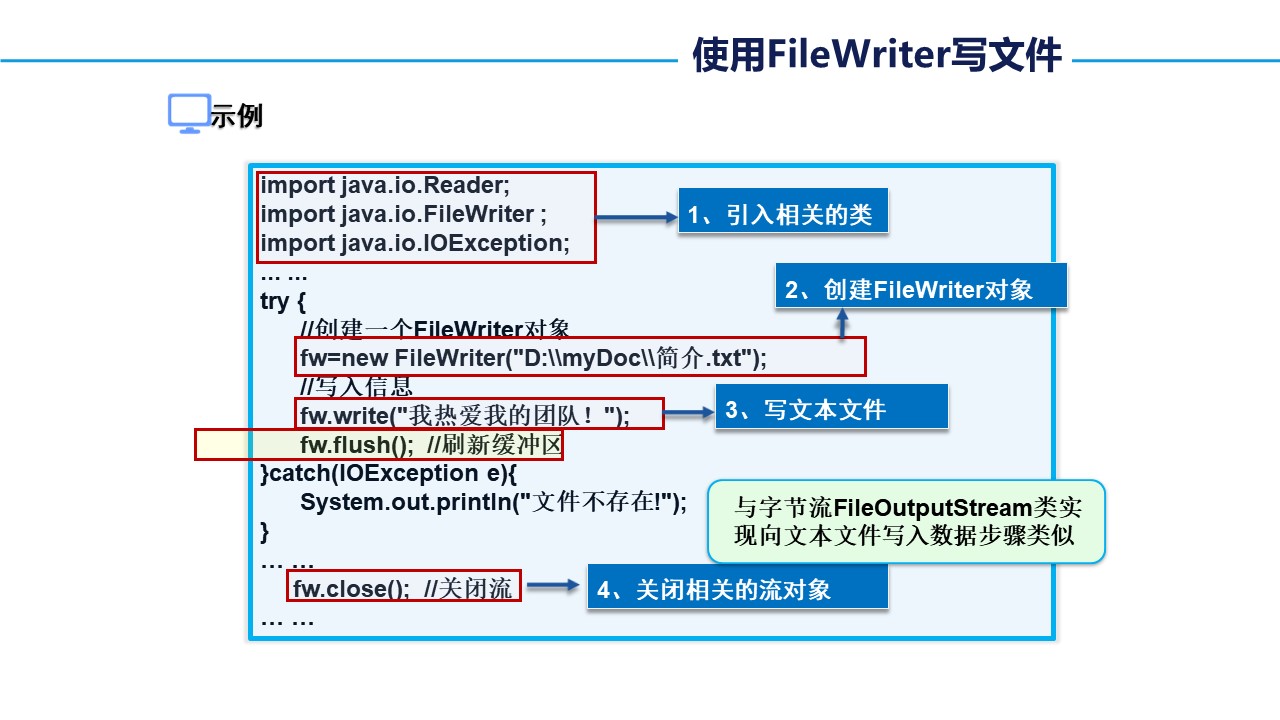 使用FileWriter写文件
示例
import java.io.Reader;
import java.io.FileWriter ;
import java.io.IOException;
1、引入相关的类
... ...
try {
2、创建FileWriter对象
//创建一个FileWriter对象
fw=new FileWriter("D:\\myDoc\\简介.txt");
//写入信息
fw.write("我热爱我的团队！");
3、写文本文件
fw.flush();  //刷新缓冲区
}catch(IOException e){
System.out.println("文件不存在!");
}
与字节流FileOutputStream类实
现向文本文件写入数据步骤类似
... ...
fw.close();  //关闭流
4、关闭相关的流对象
... ...